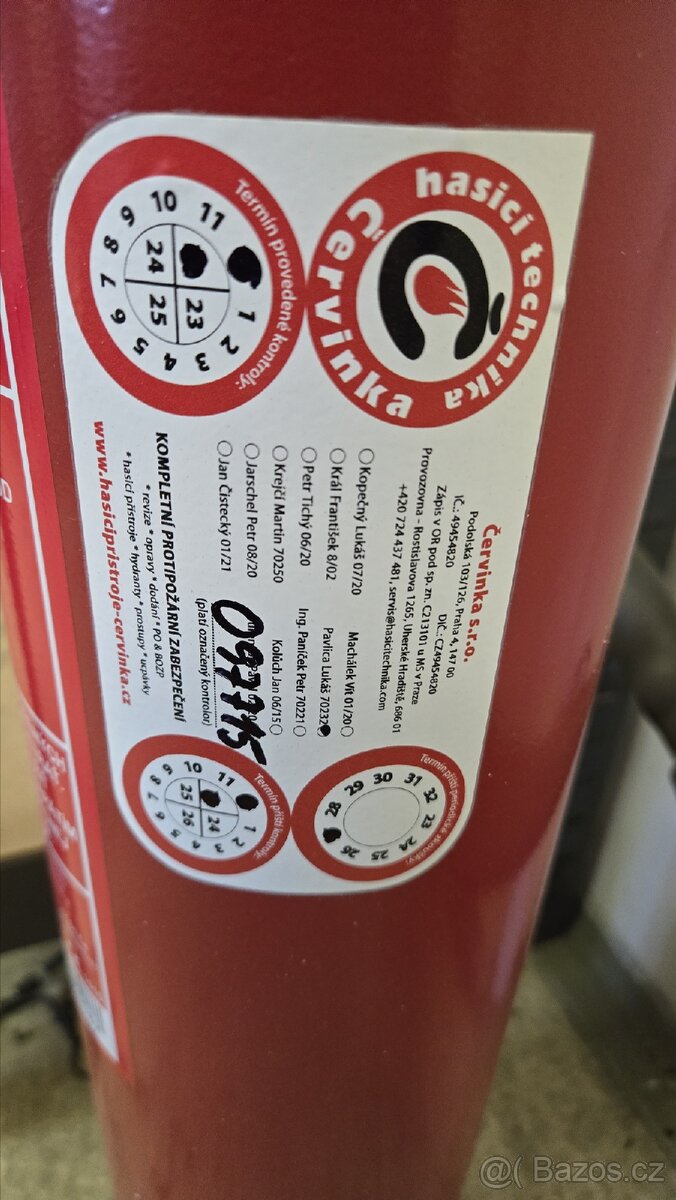 hasicí technika
Červinka
Č
Termín provedené kontroly:
1 2 3 4 5 6 7 8 9 10 11
23 24 25
Červinka s.r.o.
Podolská 103/126, Praha 4, 147 00
IČ.: 49454820 DIČ.: CZ49454820
Zápis v OR pod sp. zn. C213101 u MS v Praze
Provozovna - Rostislavova 1265, Uherské Hradiště, 686 01
+420 724 437 481, servis@hasicitechnika.com
Kopečný Lukáš 07/20 Machálek Vít 01/20
Král František 8/02 Pavlica Lukáš 70232
Petr Tichý 06/20 Ing. Paníček Petr 70221
Krejčí Martin 70250 Kolůch Jan 06/15
Jarschel Petr 08/20
Jan Čistecký 01/21
097715
(platí označený kontrolor)
KOMPLETNÍ PROTIPOŽÁRNÍ ZABEZPEČENÍ
* revize * opravy * dodání * PO & BOZP
* hasicí přístroje * hydranty * prostupy * ucpávky
www.hasicipristroje-cervinka.cz
Termín příští periodické zkoušky:
23 24 25 26 28 29 30 31 32
Termín příští kontroly:
1 2 3 4 5 6 7 8 9 10 11
24 25 26
@( Bazos.cz